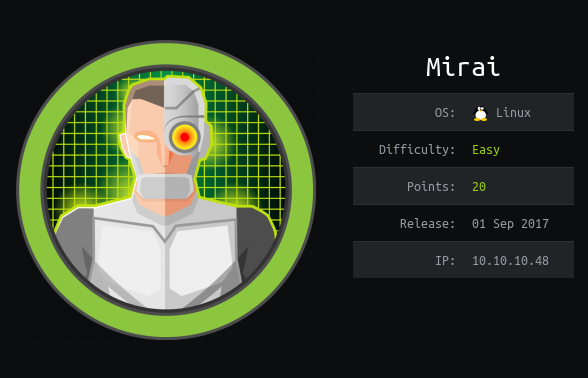 Mirai
OS: Linux
Difficulty: Easy
Points: 20
Release: 01 Sep 2017
IP: 10.10.10.48